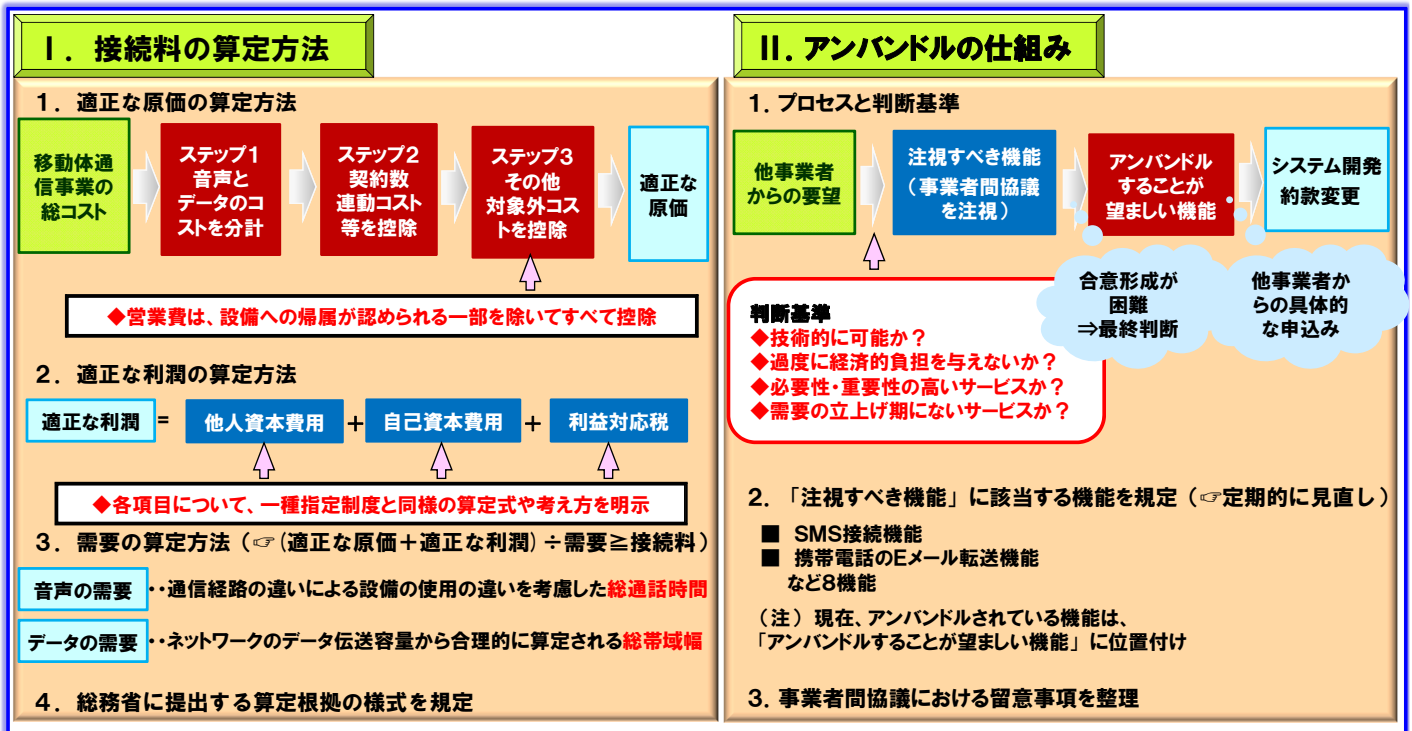 Ⅰ．接続料の算定方法
１．適正な原価の算定方法
移動体通
信事業の
総コスト
ステップ１
音声と
データのコ
ストを分計
ステップ２
契約数
連動コスト
等を控除
ステップ３
その他
対象外コス
トを控除
適正な
原価
◆営業費は、設備への帰属が認められる一部を除いてすべて控除
２．適正な利潤の算定方法
適正な利潤 = 他人資本費用 ＋ 自己資本費用 ＋ 利益対応税
◆各項目について、一種指定制度と同様の算定式や考え方を明示
３．需要の算定方法（☞(適正な原価＋適正な利潤)÷需要≧接続料）
音声の需要 ・・通信経路の違いによる設備の使用の違いを考慮した総通話時間
データの需要 ・・ネットワークのデータ伝送容量から合理的に算定される総帯域幅
４．総務省に提出する算定根拠の様式を規定
Ⅱ．アンバンドルの仕組み
１．プロセスと判断基準
他事業者
からの要望
注視すべき機能
（事業者間協議
を注視）
アンバンドル
することが
望ましい機能
システム開発
約款変更
合意形成が
困難
⇒最終判断
他事業者か
らの具体的
な申込み
判断基準
◆技術的に可能か？
◆過度に経済的負担を与えないか？
◆必要性・重要性の高いサービスか？
◆需要の立上げ期にないサービスか？
２．「注視すべき機能」に該当する機能を規定（☞定期的に見直し）
■ SMS接続機能
■ 携帯電話のEメール転送機能
など８機能
（注）現在、アンバンドルされている機能は、
「アンバンドルすることが望ましい機能」に位置付け
３．事業者間協議における留意事項を整理